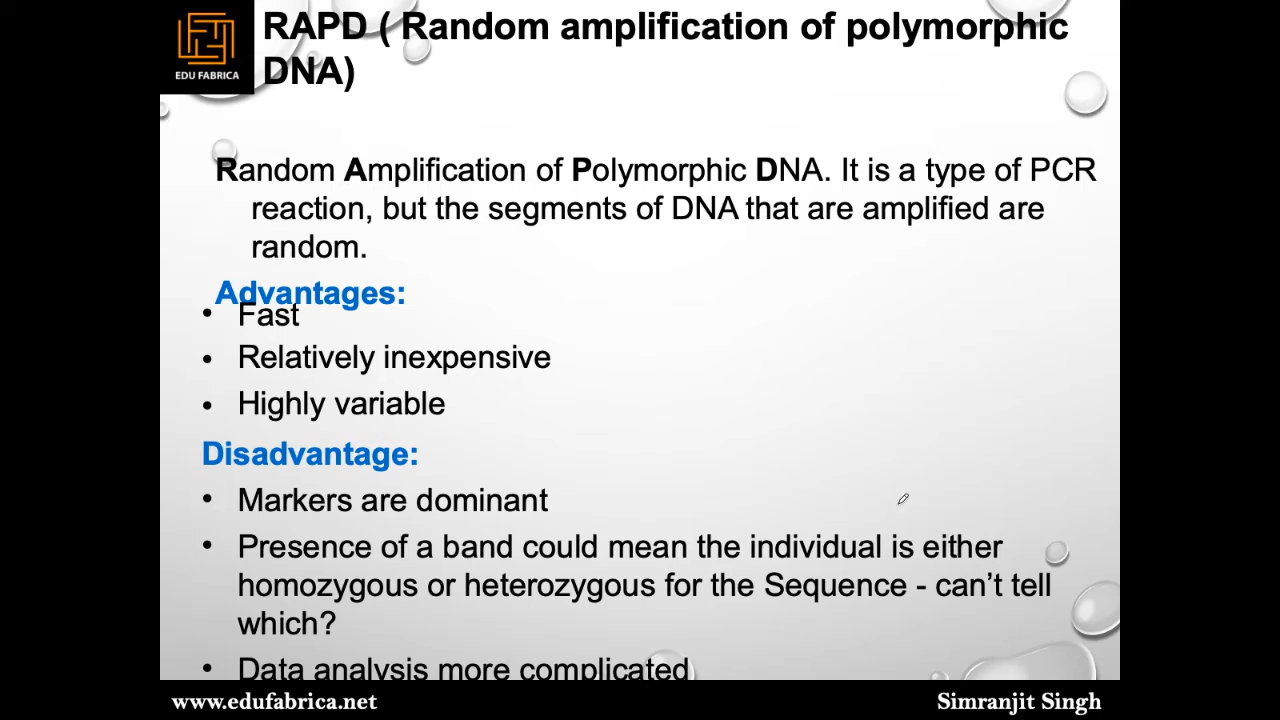 RAPD ( Random amplification of polymorphic
DNA)
EDU FABRICA
Random Amplification of Polymorphic DNA. It is a type of PCR
reaction, but the segments of DNA that are amplified are
random.
Advantages:
• Fast
• Relatively inexpensive
• Highly variable
Disadvantage:
• Markers are dominant
• Presence of a band could mean the individual is either
homozygous or heterozygous for the Sequence - can’t tell
which?
• Data analysis more complicated
www.edufabrica.net
Simranjit Singh